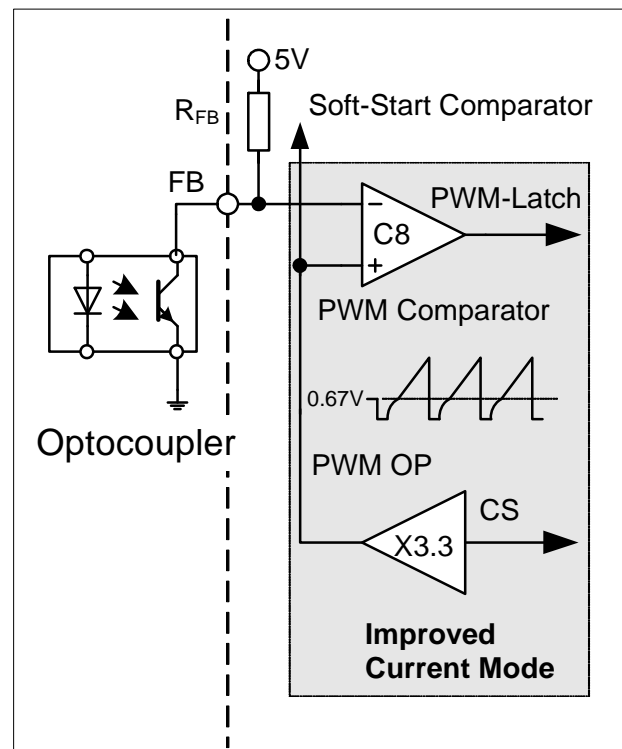 5V
RFB
Soft-Start Comparator
FB
PWM-Latch
−
C8
+
PWM Comparator
0.67V
Optocoupler
PWM OP
CS
X3.3
Improved
Current Mode